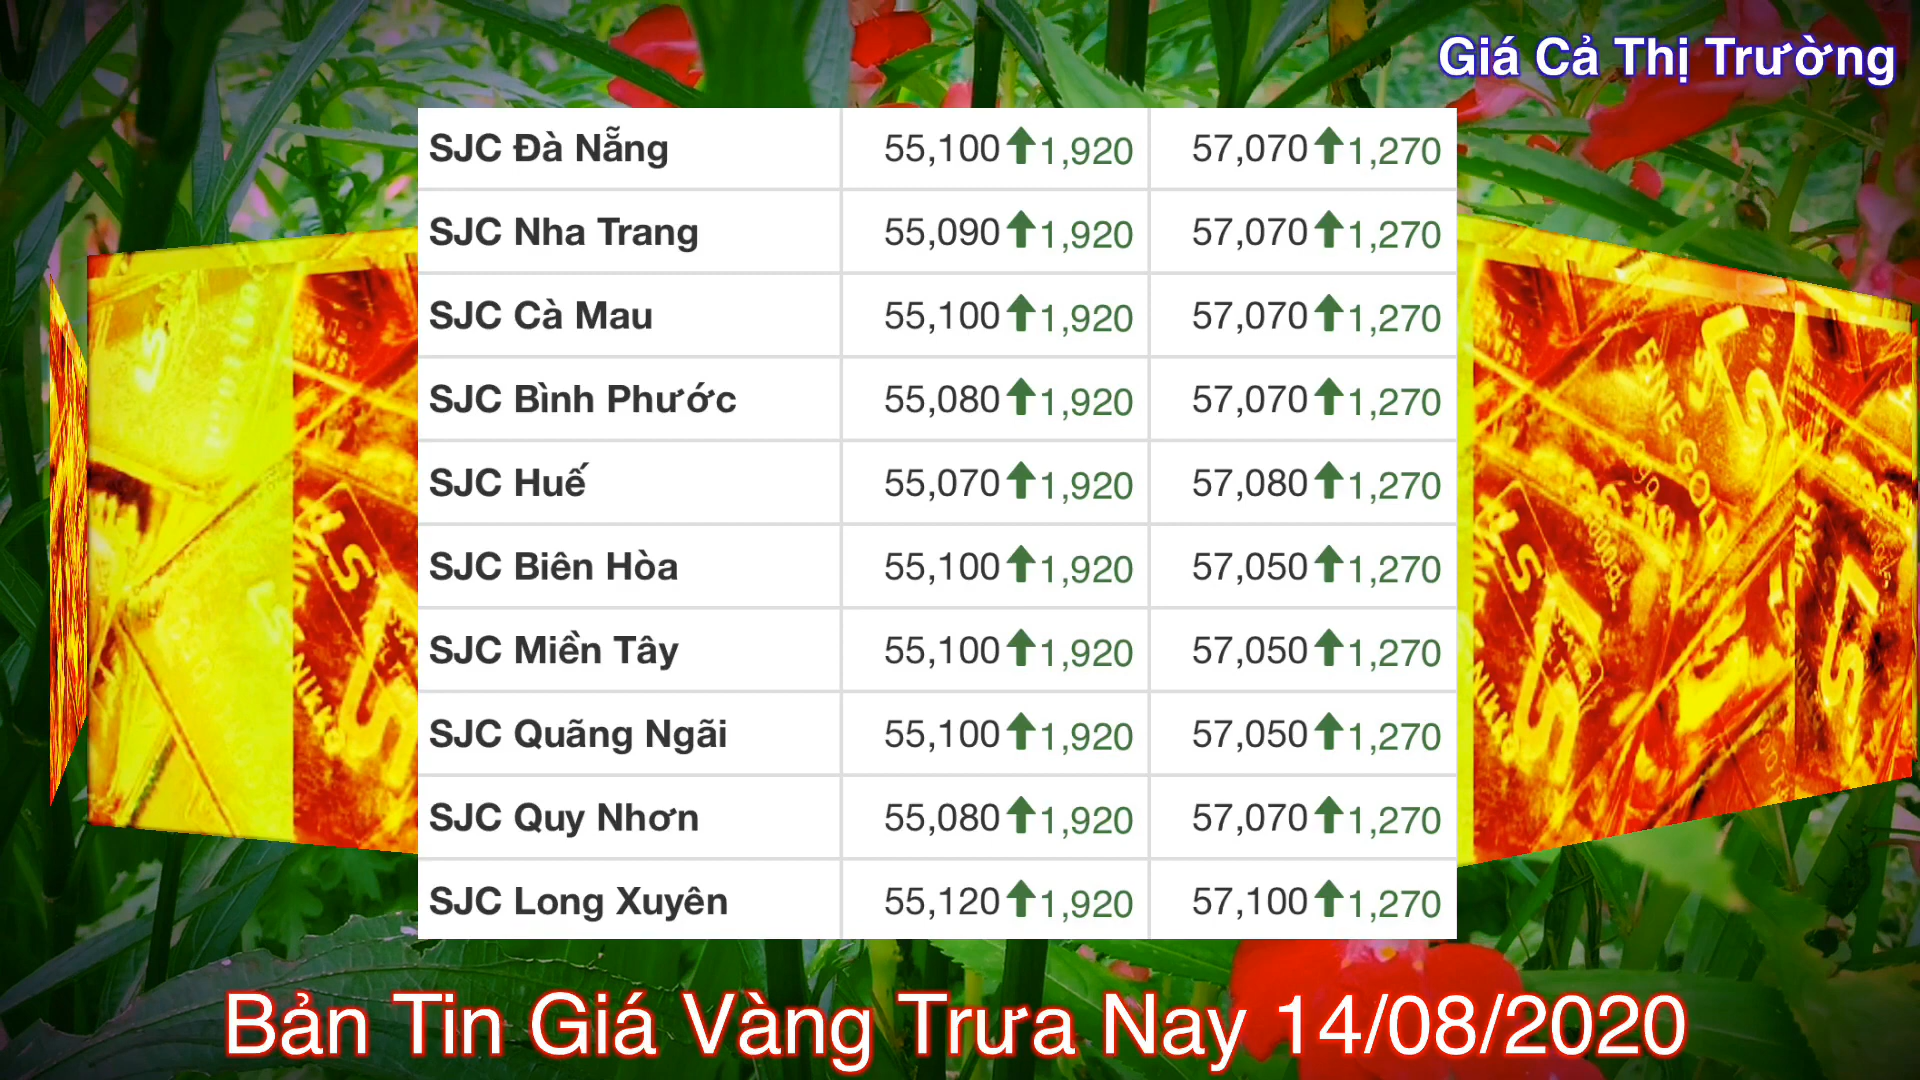 Giá Cả Thị Trường
SJC Đà Nẵng 55,100 ⬆1,920 57,070 ⬆1,270
SJC Nha Trang 55,090 ⬆1,920 57,070 ⬆1,270
SJC Cà Mau 55,100 ⬆1,920 57,070 ⬆1,270
SJC Bình Phước 55,080 ⬆1,920 57,070 ⬆1,270
SJC Huế 55,070 ⬆1,920 57,080 ⬆1,270
SJC Biên Hòa 55,100 ⬆1,920 57,050 ⬆1,270
SJC Miền Tây 55,100 ⬆1,920 57,050 ⬆1,270
SJC Quãng Ngãi 55,100 ⬆1,920 57,050 ⬆1,270
SJC Quy Nhơn 55,080 ⬆1,920 57,070 ⬆1,270
SJC Long Xuyên 55,120 ⬆1,920 57,100 ⬆1,270
FINE GOLD
Bản Tin Giá Vàng Trưa Nay 14/08/2020